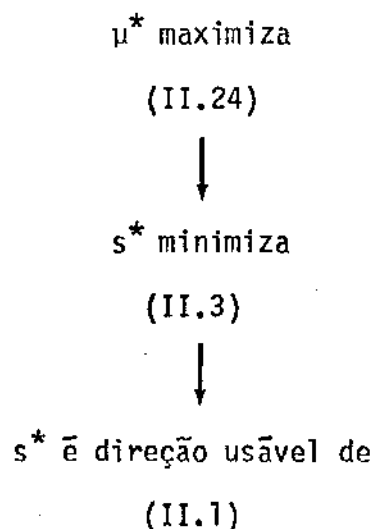 μ* maximiza
(II.24)
s* minimiza
(II.3)
s* é direção usável de
(II.1)